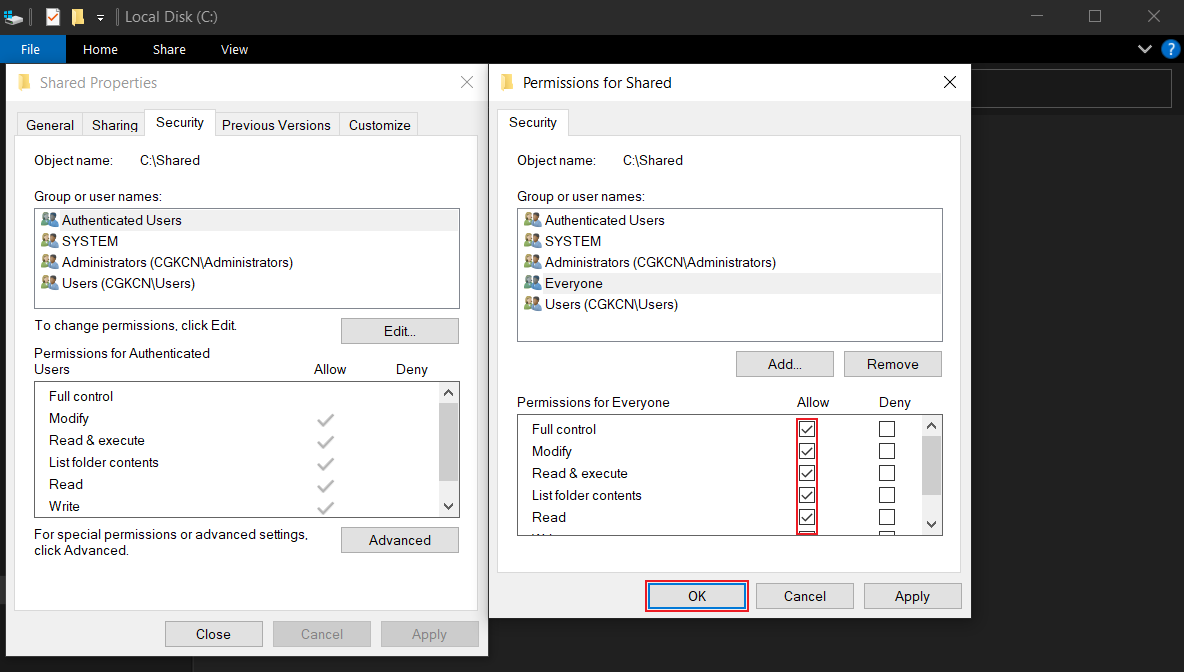 Local Disk (C:)
File Home Share View ?
Shared Properties
General Sharing Security Previous Versions Customize
Object name: C:\Shared
Group or user names:
Authenticated Users
SYSTEM
Administrators (CGKCN\Administrators)
Users (CGKCN\Users)
To change permissions, click Edit.
Edit...
Permissions for Authenticated
Users Allow Deny
Full control
Modify
Read & execute
List folder contents
Read
Write
For special permissions or advanced settings,
click Advanced.
Advanced
Close Cancel Apply
Permissions for Shared
Security
Object name: C:\Shared
Group or user names:
Authenticated Users
SYSTEM
Administrators (CGKCN\Administrators)
Everyone
Users (CGKCN\Users)
Add... Remove
Permissions for Everyone Allow Deny
Full control
Modify
Read & execute
List folder contents
Read
OK Cancel Apply